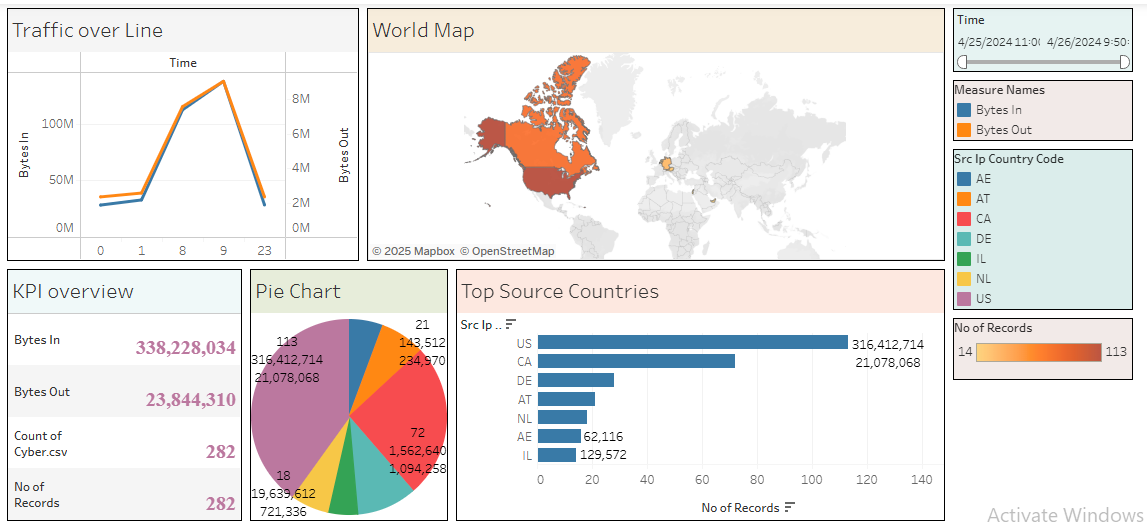 Traffic over Line
Time
Bytes In
100M
50M
0M
8M
6M
4M
2M
0M
Bytes Out
0 1 8 9 23
World Map
© 2025 Mapbox © OpenStreetMap
Time
4/25/2024 11:0 4/26/2024 9:50:
Measure Names
Bytes In
Bytes Out
Src Ip Country Code
AE
AT
CA
DE
IL
NL
US
No of Records
14 113
KPI overview
Bytes In
338,228,034
Bytes Out
23,844,310
Count of
Cyber.csv
282
No of
Records
282
Pie Chart
21
143,512
234,970
113
316,412,714
21,078,068
72
1,562,640
1,094,258
18
19,639,612
721,336
Top Source Countries
Src Ip ..
US 316,412,714
21,078,068
CA
DE
AT
NL
AE 62,116
IL 129,572
0 20 40 60 80 100 120 140
No of Records
Activate Windows